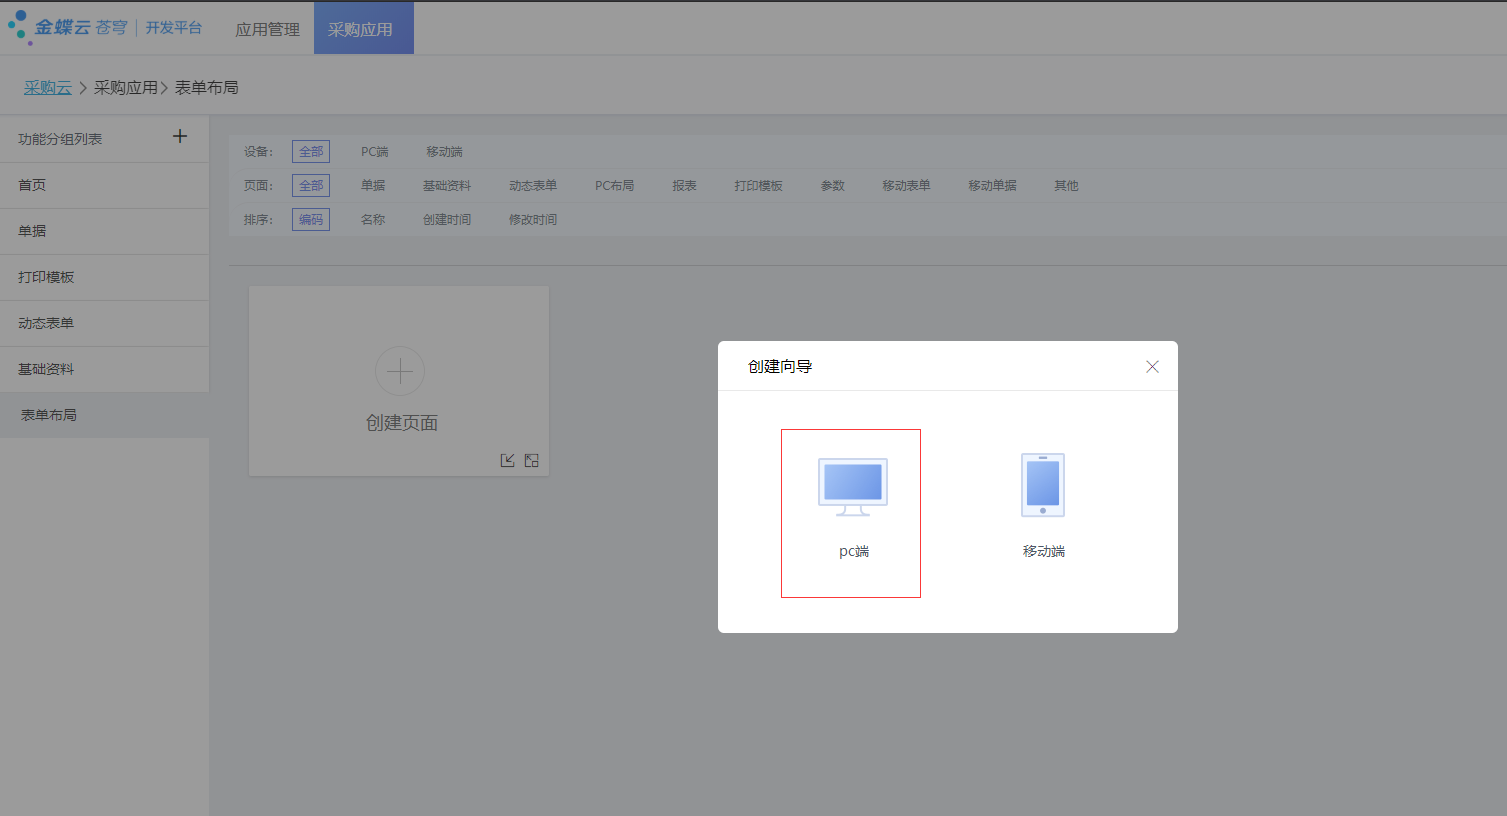 金蝶云 苍穹 开发平台 应用管理 采购应用
采购云 > 采购应用 > 表单布局
功能分组列表
首页
单据
打印模板
动态表单
基础资料
表单布局
设备： 全部 PC端 移动端
页面： 全部 单据 基础资料 动态表单 PC布局 报表 打印模板 参数 移动表单 移动单据 其他
排序： 编码 名称 创建时间 修改时间
创建页面
创建向导
pc端 移动端